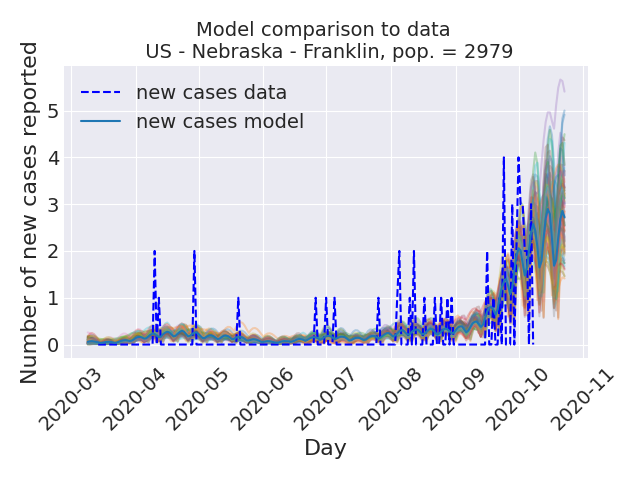 Model comparison to data
US - Nebraska - Franklin, pop. = 2979
Number of new cases reported
new cases data
new cases model
5
4
3
2
1
0
2020-03
2020-04
2020-05
2020-06
2020-07
2020-08
2020-09
2020-10
2020-11
Day